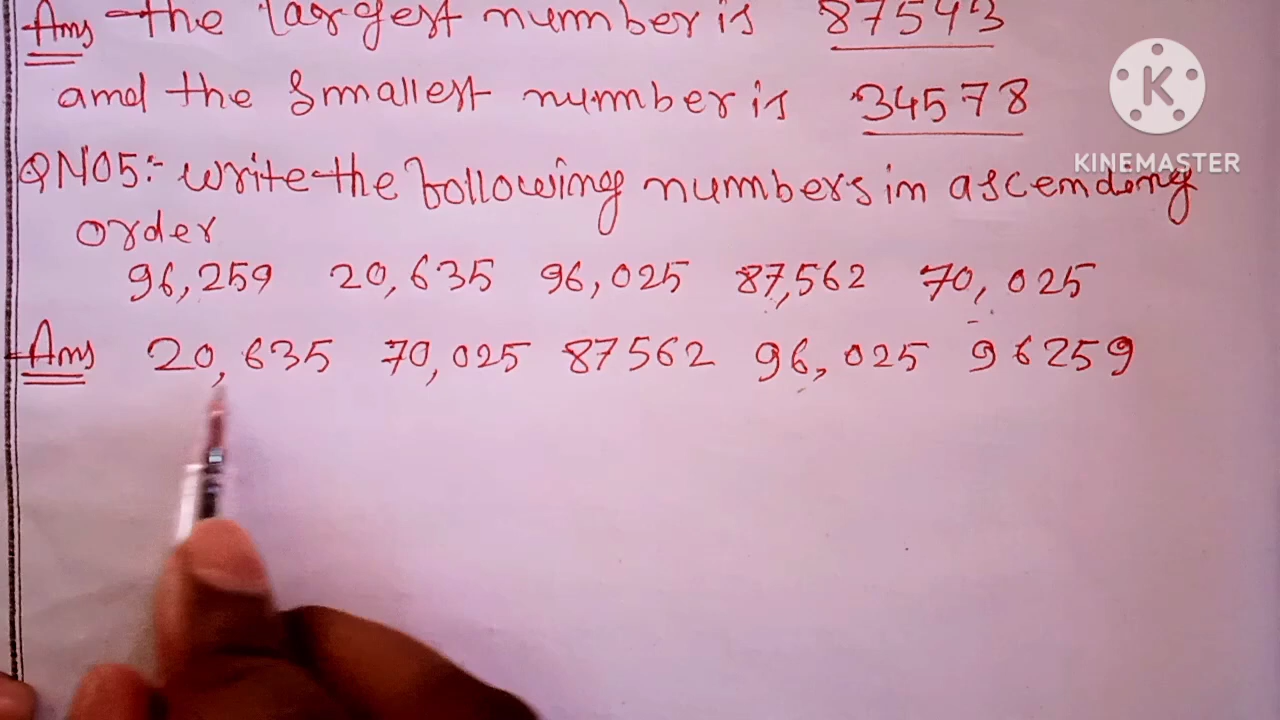 Ans the largest number is 87543
and the smallest number is 34578
K
KINEMASTER
QNO5:- write the following numbers in ascending
order
96,259 20,635 96,025 87,562 70,025
Ans 20,635 70,025 87562 96,025 96259